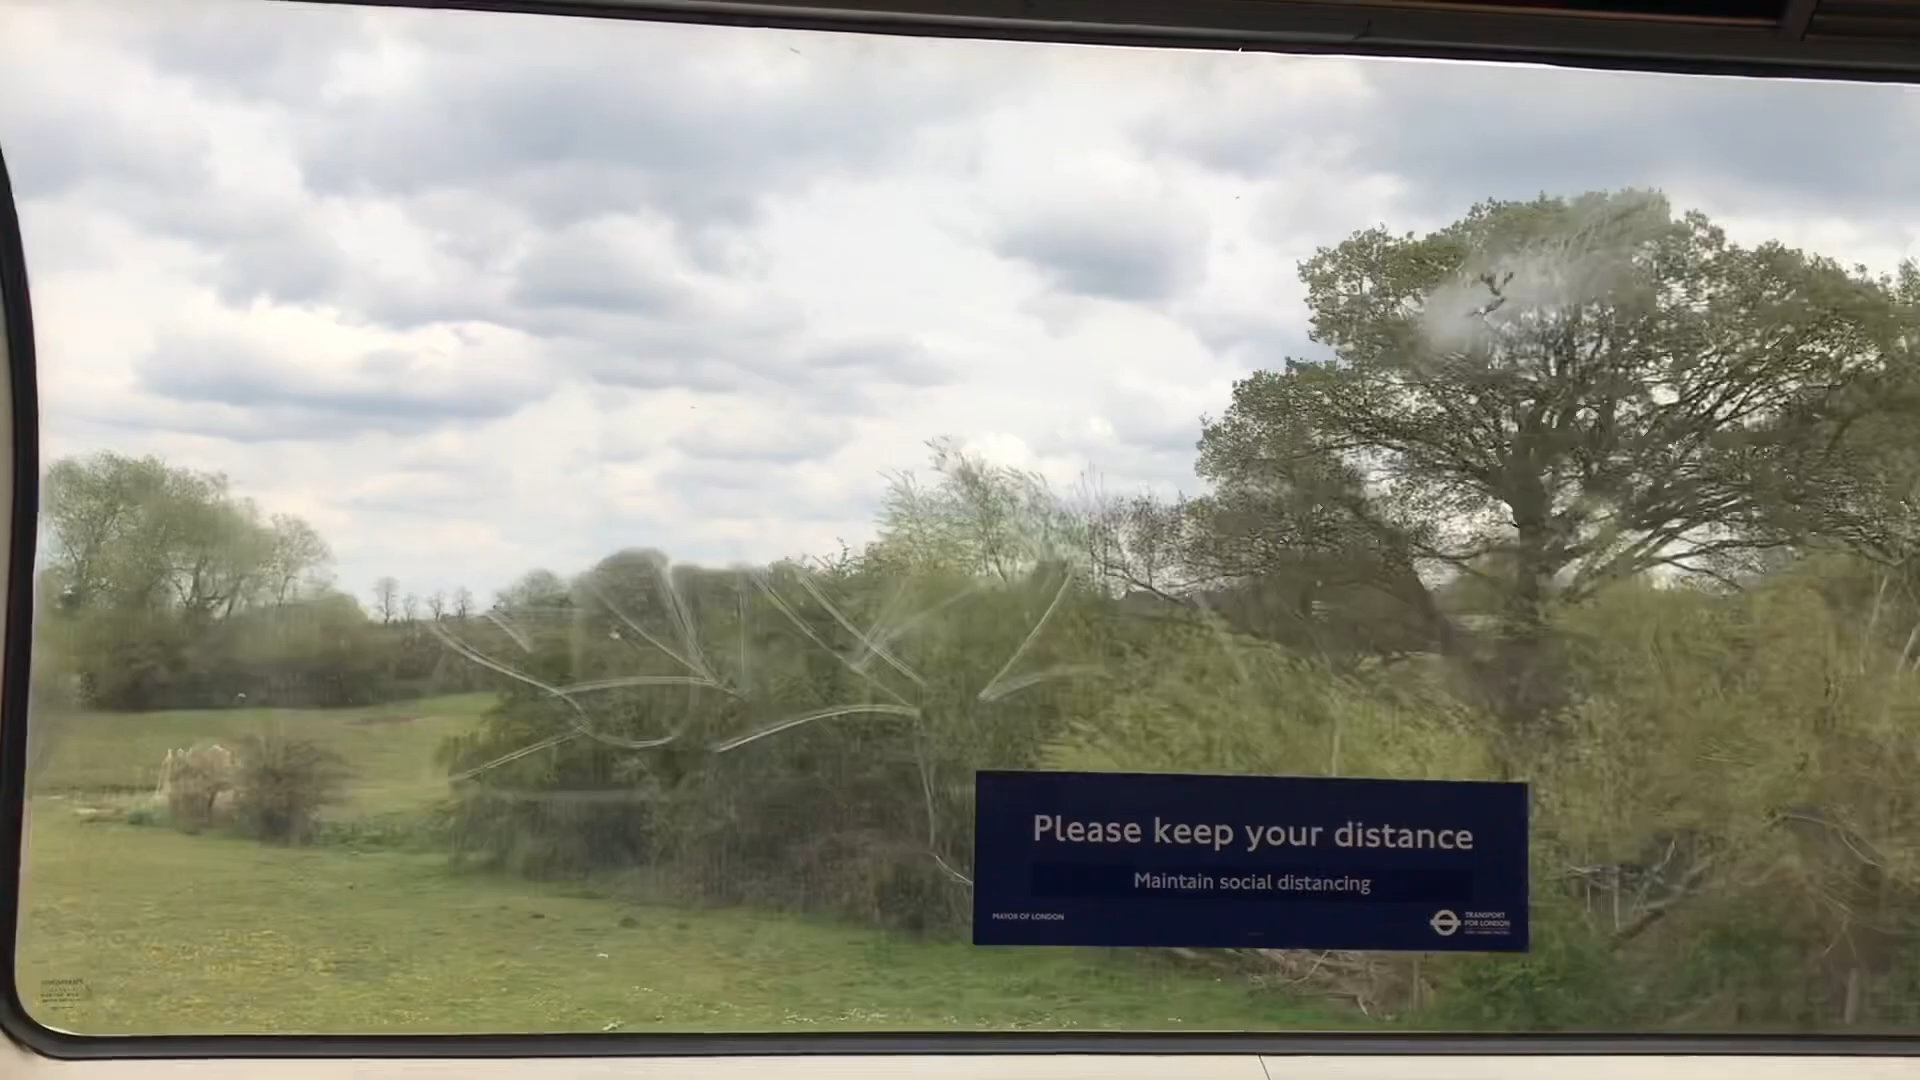 Please keep your distance
Maintain social distancing
MAYOR OF LONDON
TRANSPORT
FOR LONDON